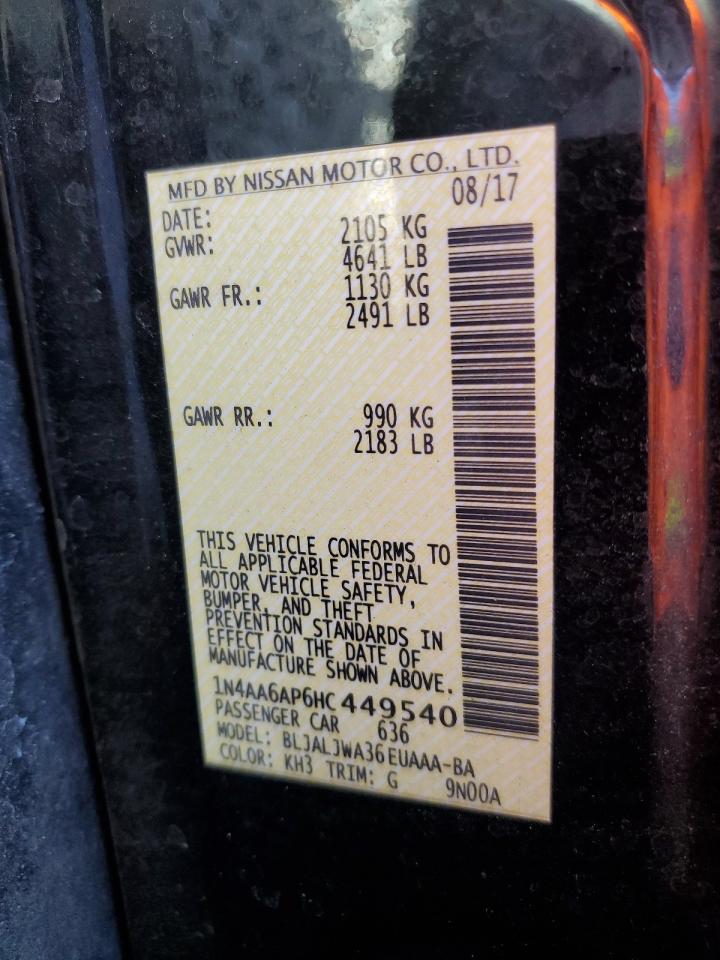 MFD BY NISSAN MOTOR CO., LTD.
DATE: 08/17
GVWR: 2105 KG
4641 LB
GAWR FR.: 1130 KG
2491 LB
GAWR RR.: 990 KG
2183 LB
THIS VEHICLE CONFORMS TO
ALL APPLICABLE FEDERAL
MOTOR VEHICLE SAFETY,
BUMPER, AND THEFT
PREVENTION STANDARDS IN
EFFECT ON THE DATE OF
MANUFACTURE SHOWN ABOVE.
1N4AA6AP6HC449540
PASSENGER CAR 636
MODEL: BLJALJWA36EUAAA-BA
COLOR: KH3 TRIM: G 9N00A